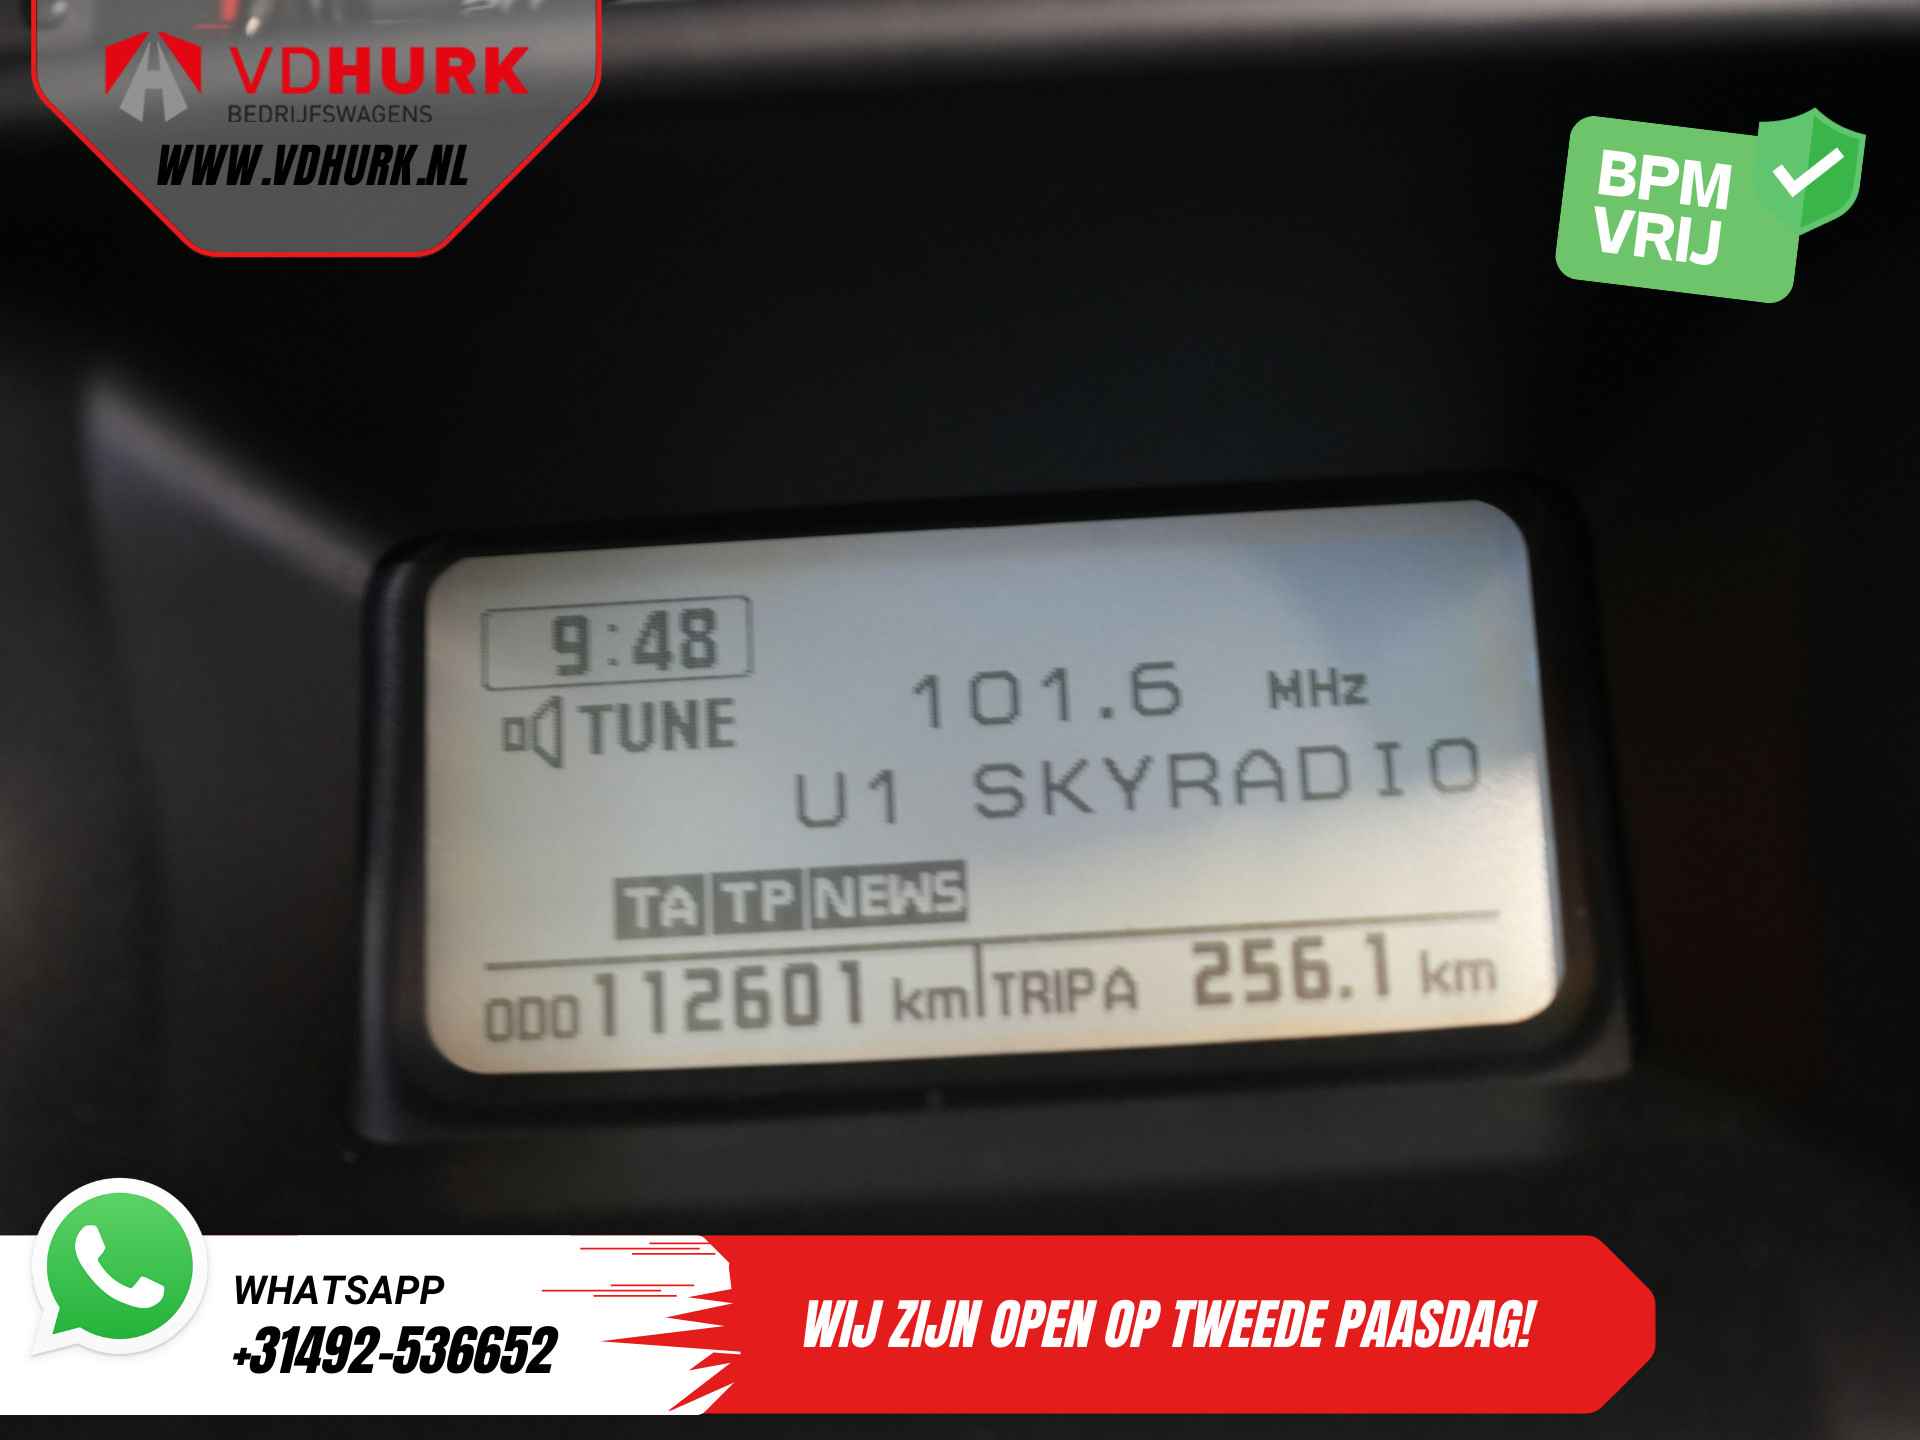 VDHURK
BEDRIJFSWAGENS
WWW.VDHURK.NL
BPM
VRIJ
9:48
TUNE
101.6 MHz
U1 SKYRADIO
TA TP NEWS
ODO 112601 km TRIP A 256.1 km
WHATSAPP
+31492-536652
WIJ ZIJN OPEN OP TWEEDE PAASDAG!